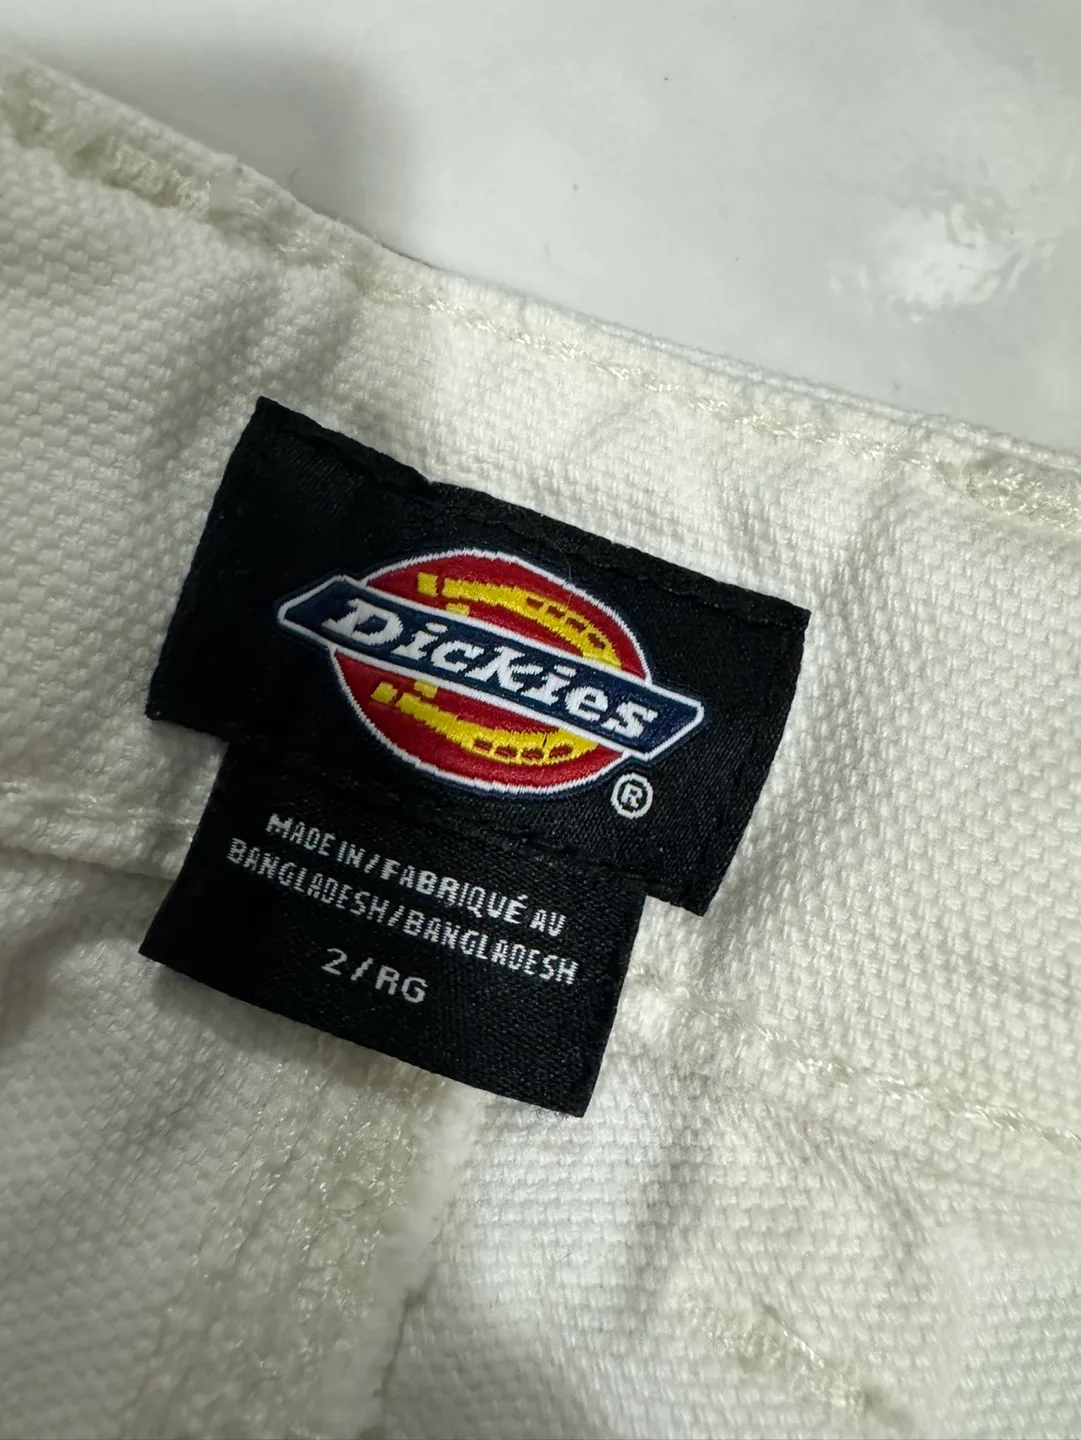 Dickies
®
MADE IN/FABRIQUÉ AU
BANGLADESH/BANGLADESH
2/RG